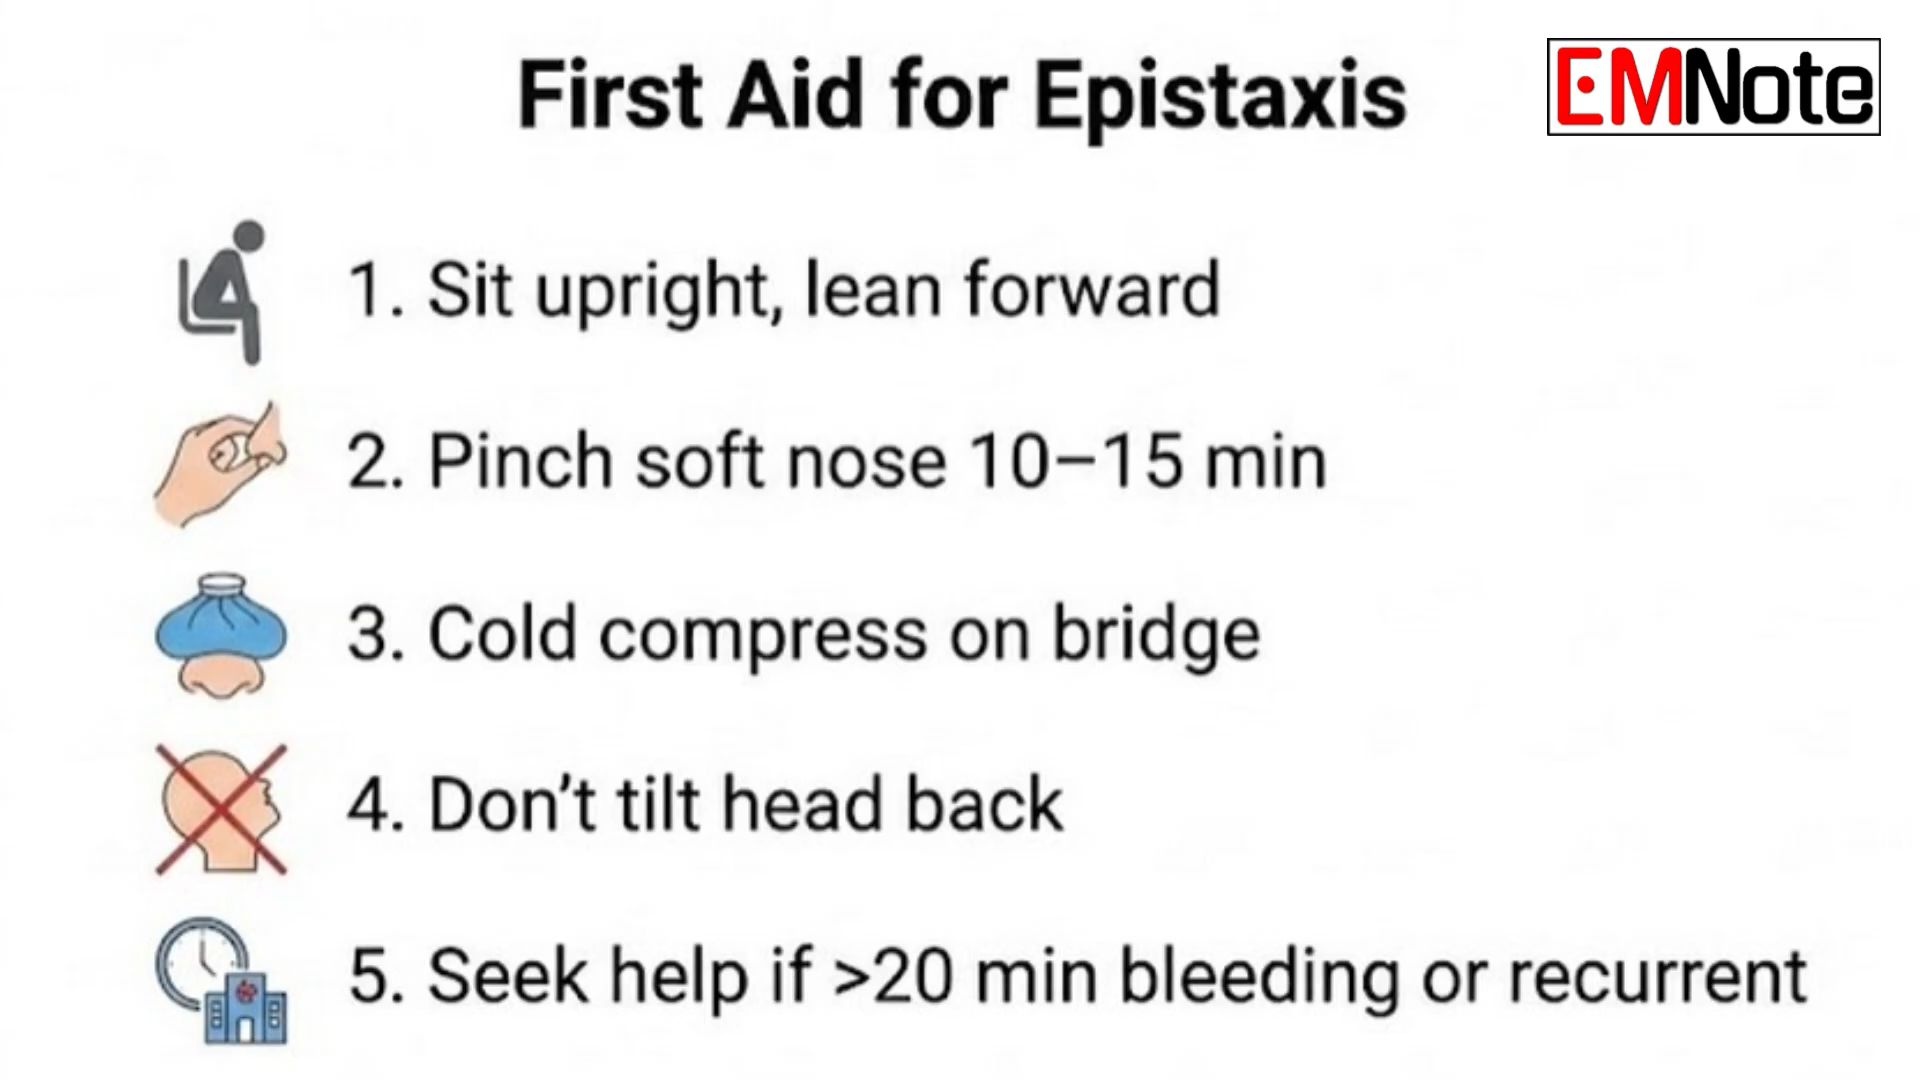 First Aid for Epistaxis
EMNote
1. Sit upright, lean forward
2. Pinch soft nose 10–15 min
3. Cold compress on bridge
4. Don’t tilt head back
5. Seek help if >20 min bleeding or recurrent